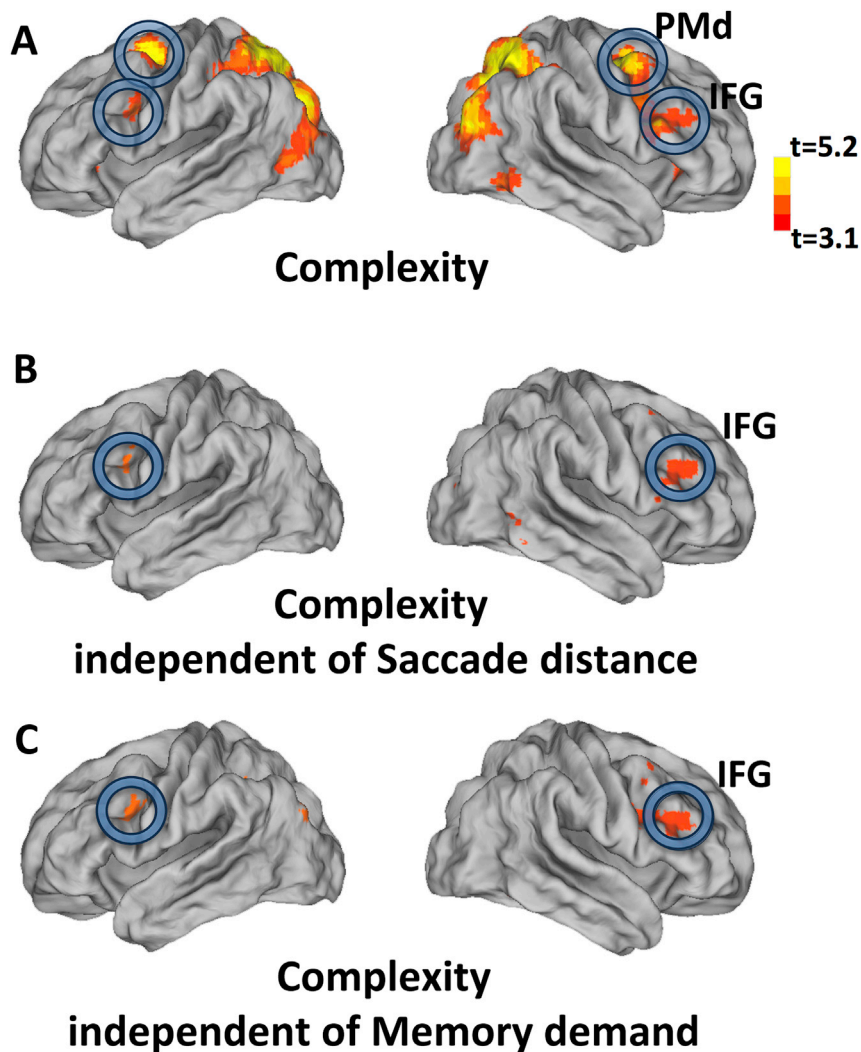 A
PMd
IFG
t=5.2
t=3.1
Complexity
B
IFG
Complexity
independent of Saccade distance
C
IFG
Complexity
independent of Memory demand